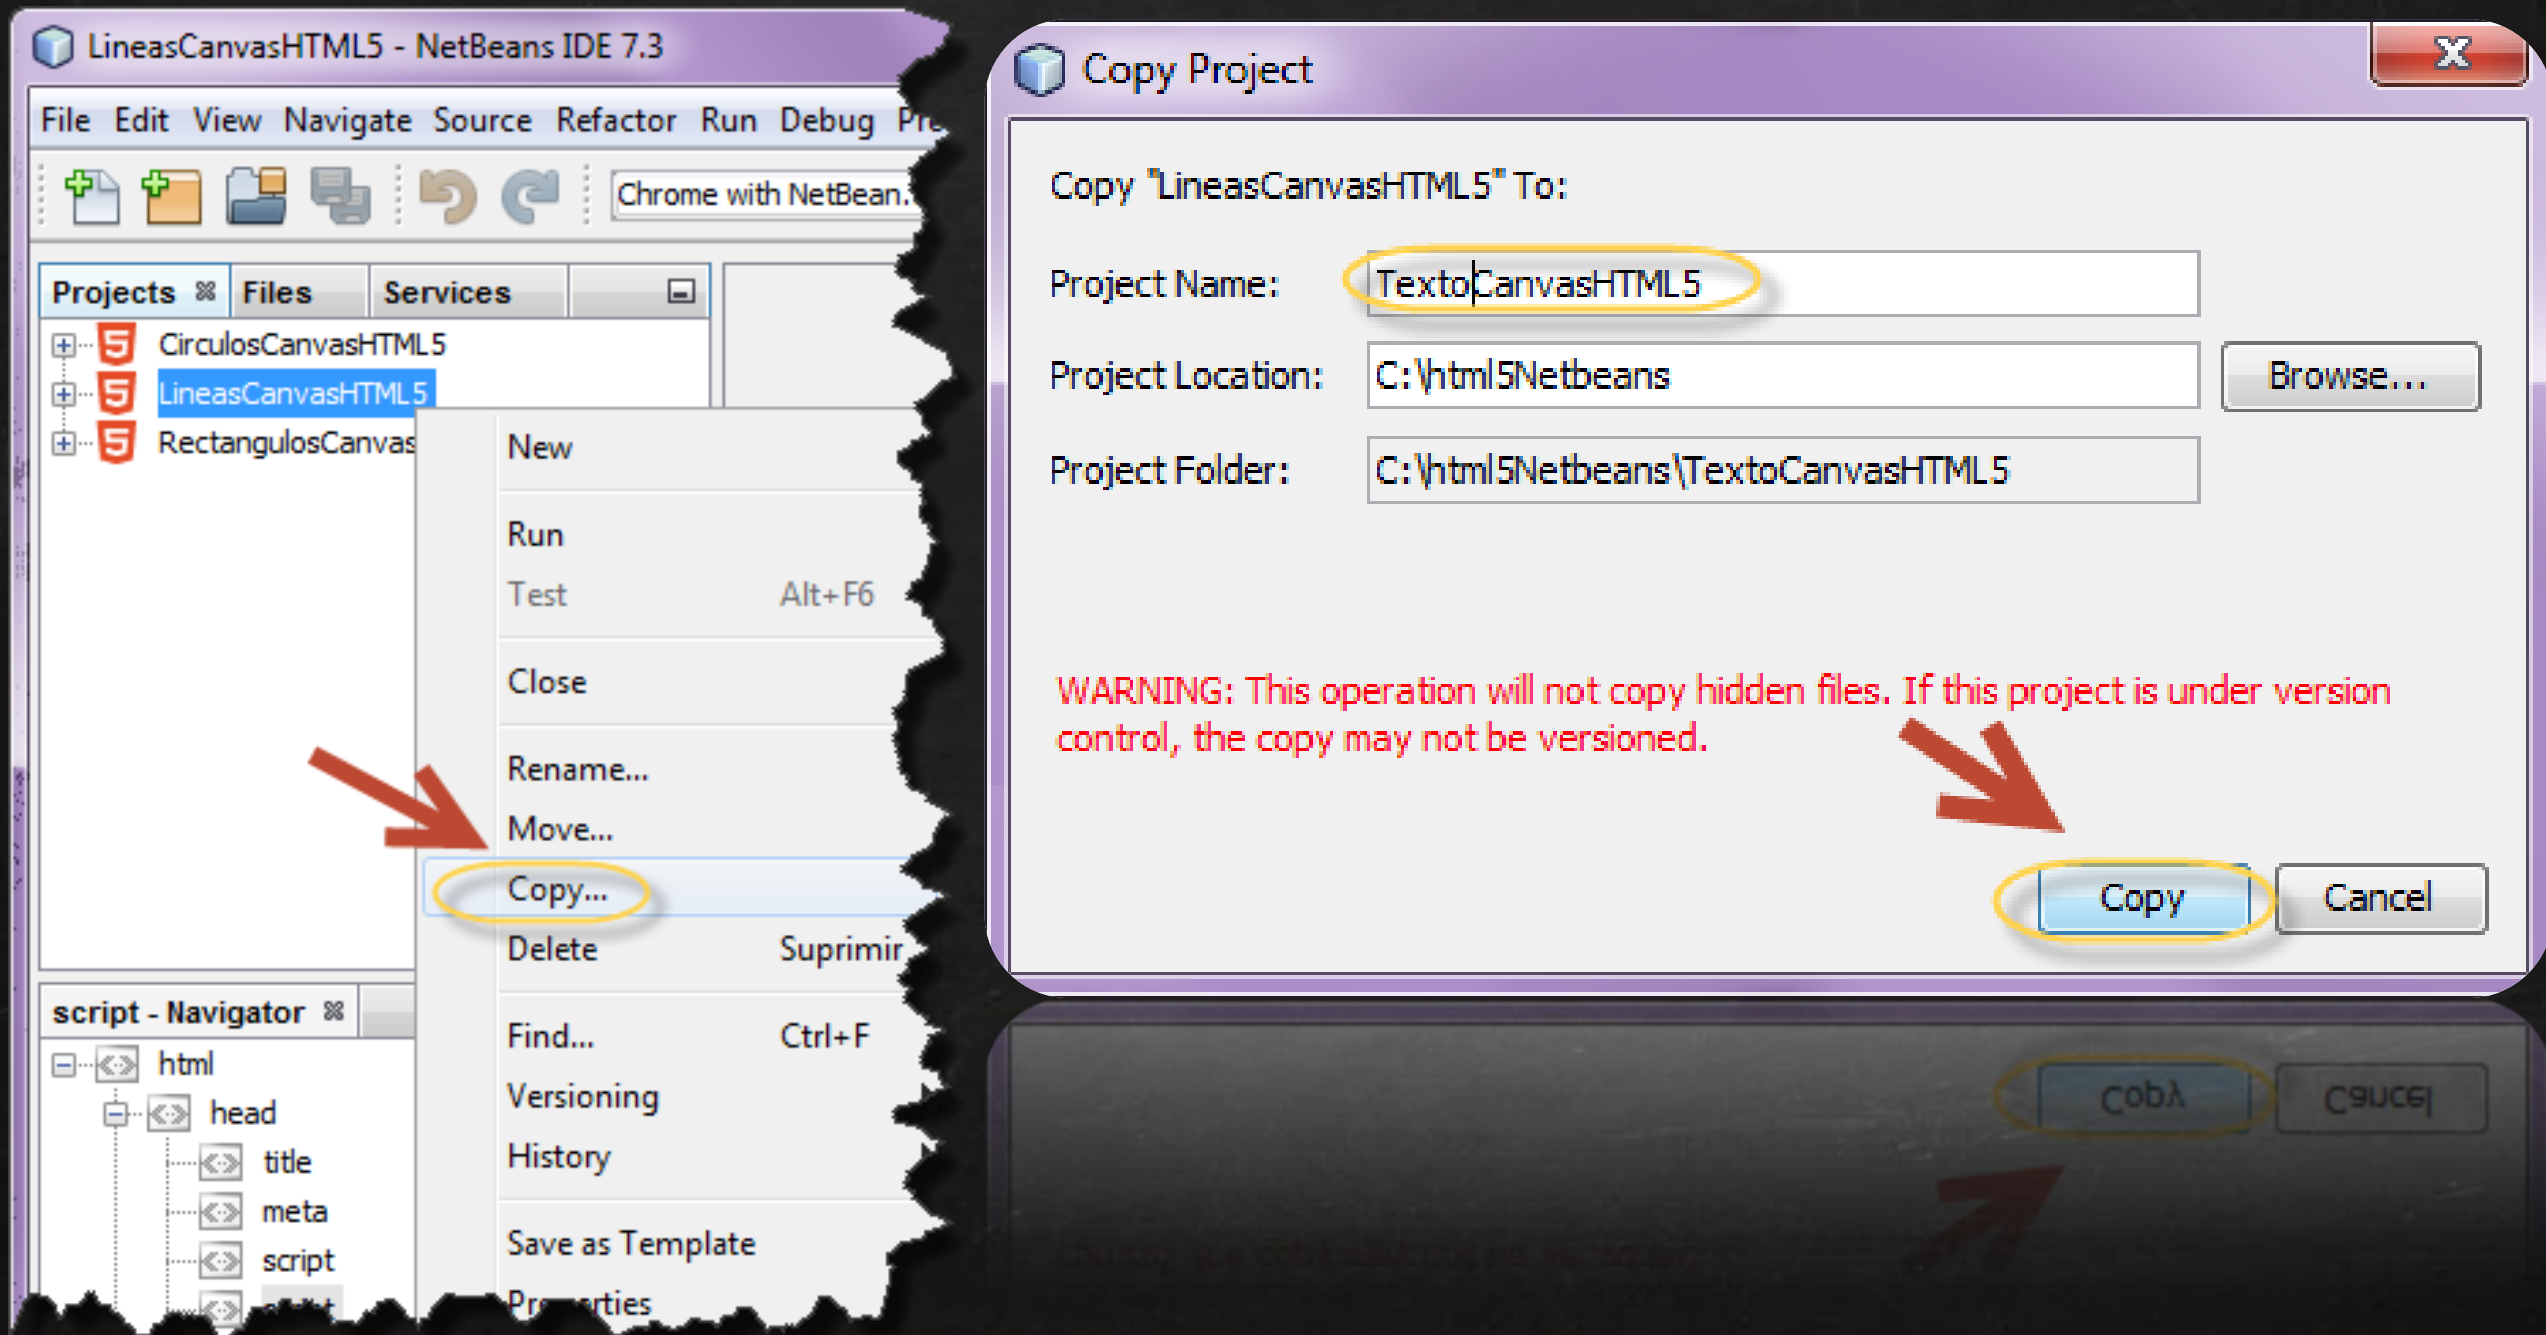 LineasCanvasHTML5 - NetBeans IDE 7.3
File Edit View Navigate Source Refactor Run Debug
Chrome with NetBean.
Projects Files Services
CirculosCanvasHTML5
LineasCanvasHTML5
RectangulosCanvas
New
Run
Test Alt+F6
Close
Rename...
Move...
Copy...
Delete Suprimir
Find... Ctrl+F
Versioning
History
Save as Template
Properties
script - Navigator
html
head
title
meta
script
Copy Project
Copy "LineasCanvasHTML5" To:
Project Name: TextoCanvasHTML5
Project Location: C:\html5Netbeans Browse...
Project Folder: C:\html5Netbeans\TextoCanvasHTML5
WARNING: This operation will not copy hidden files. If this project is under version
control, the copy may not be versioned.
Copy Cancel
Copy Cancel